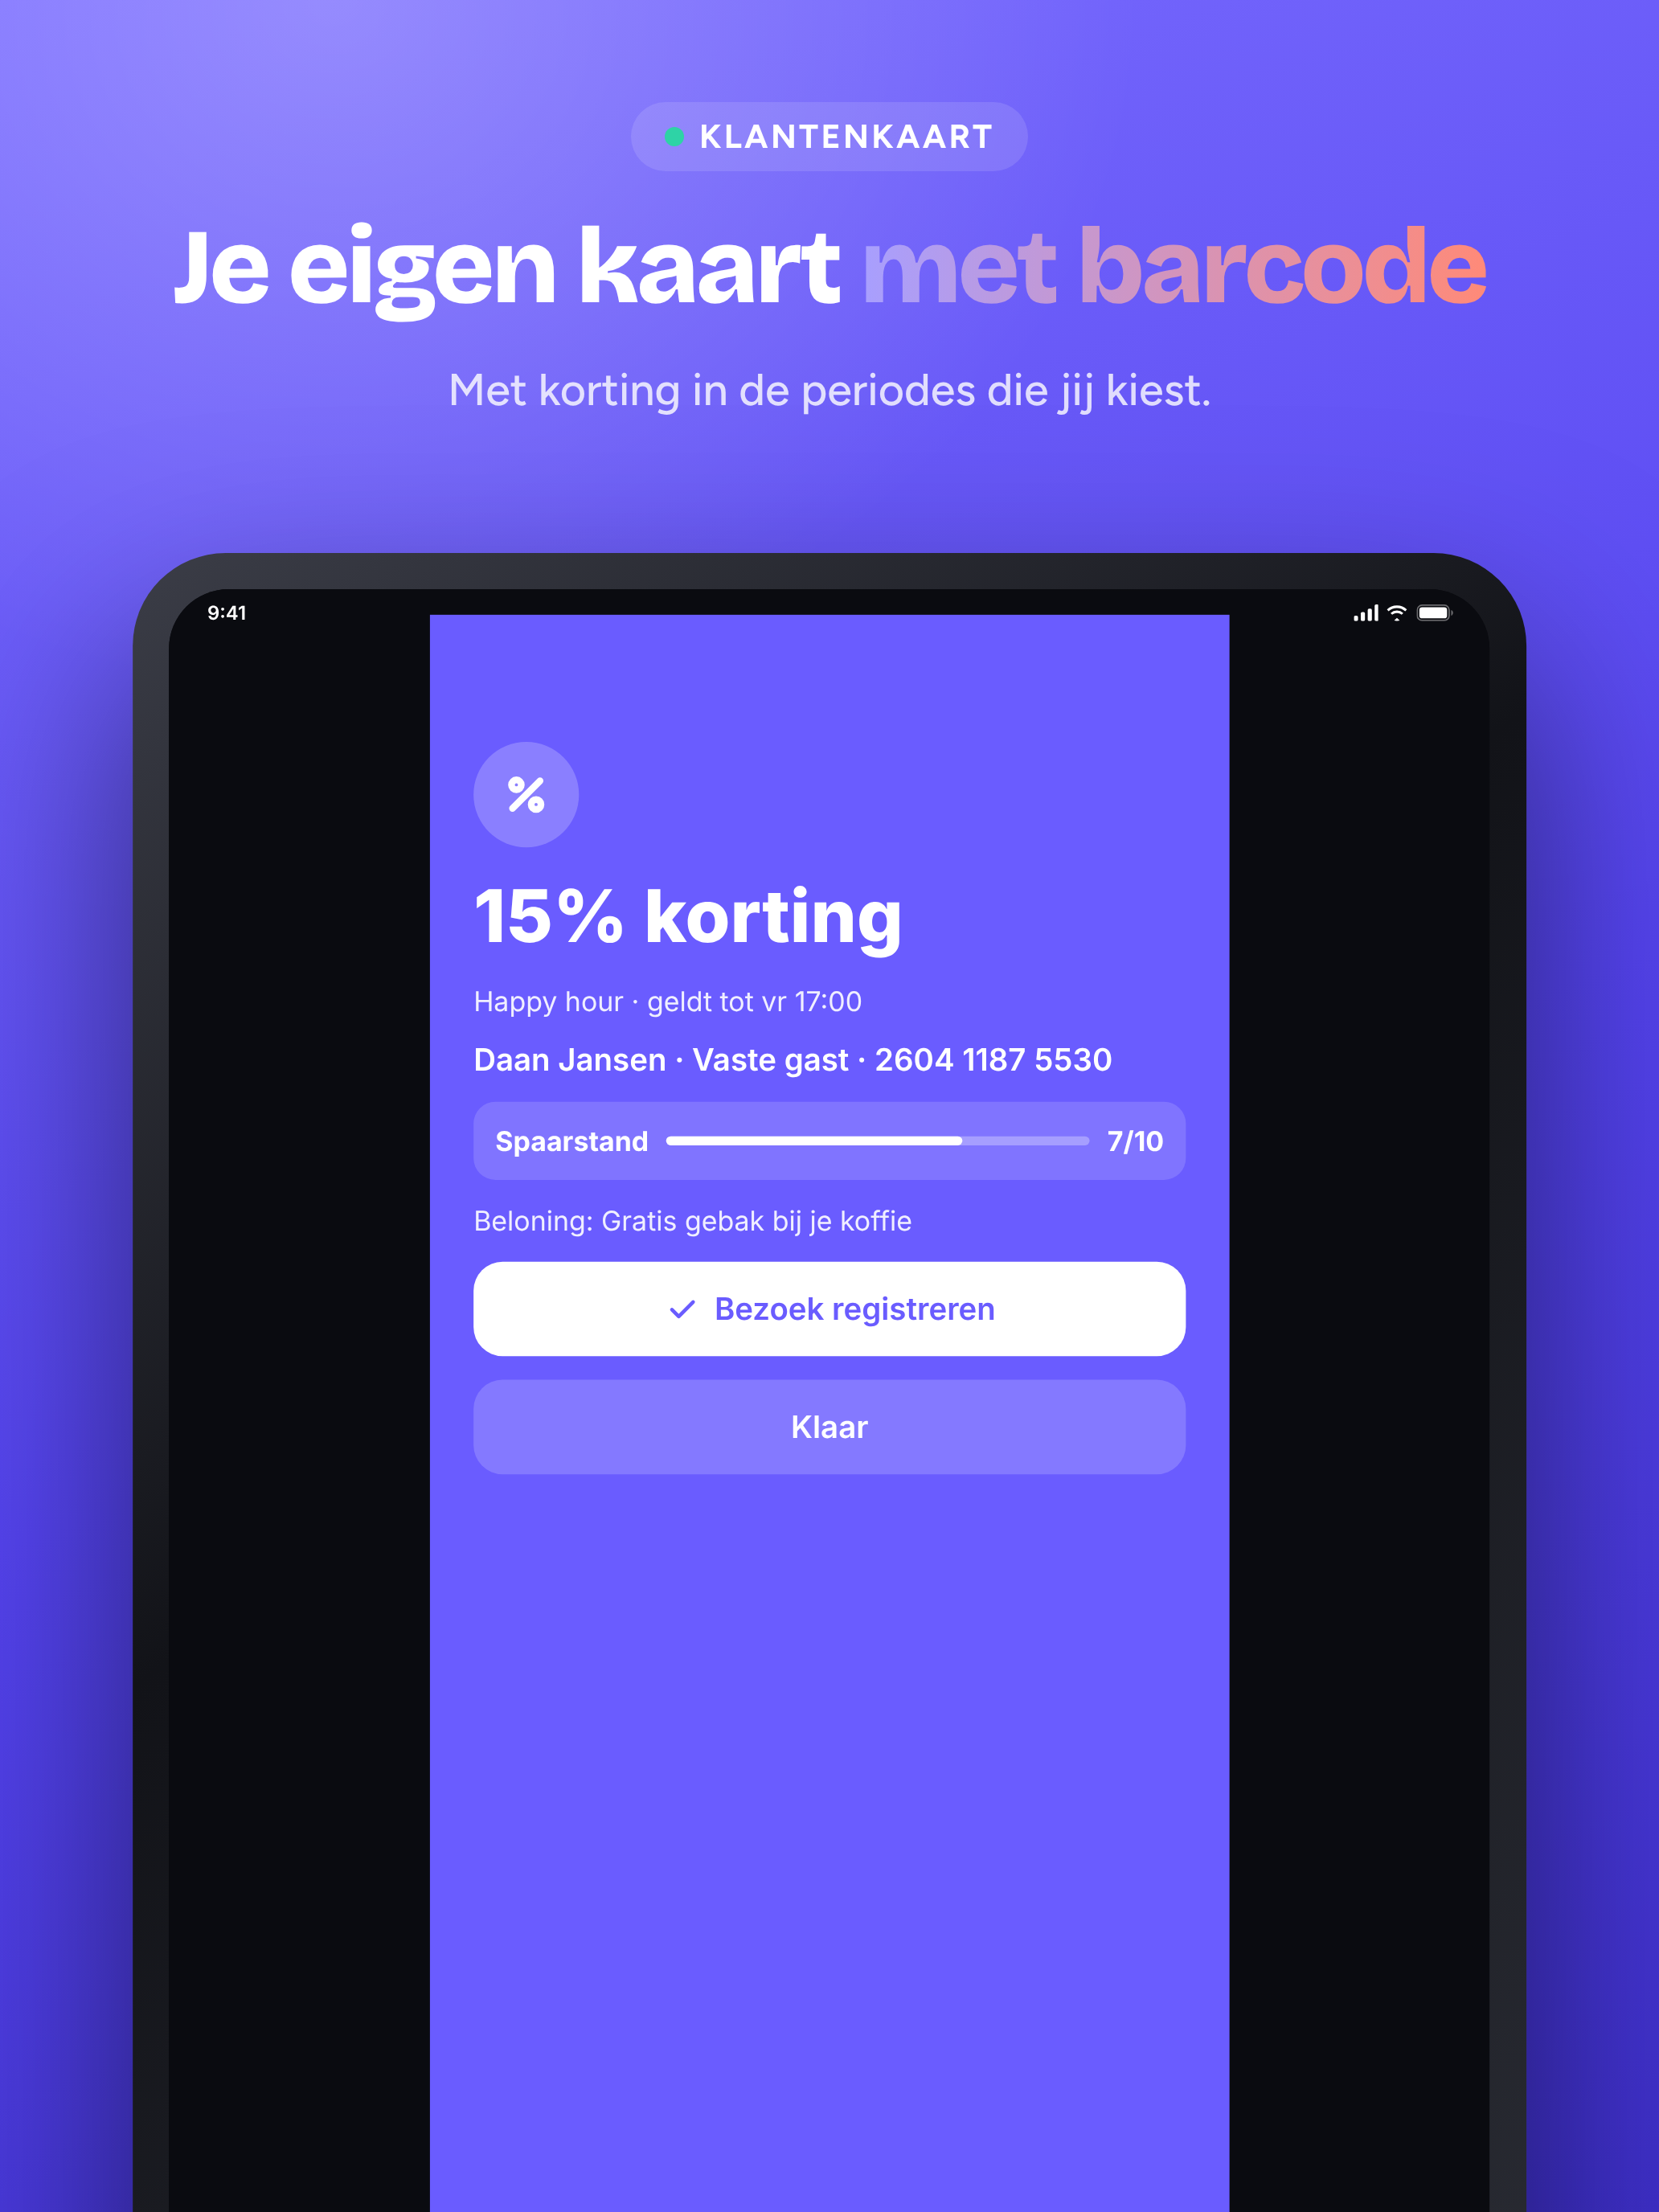 KLANTENKAART
Je eigen kaart met barcode
Met korting in de periodes die jij kiest.
9:41
%
15% korting
Happy hour · geldt tot vr 17:00
Daan Jansen · Vaste gast · 2604 1187 5530
Spaarstand 7/10
Beloning: Gratis gebak bij je koffie
Bezoek registreren
Klaar